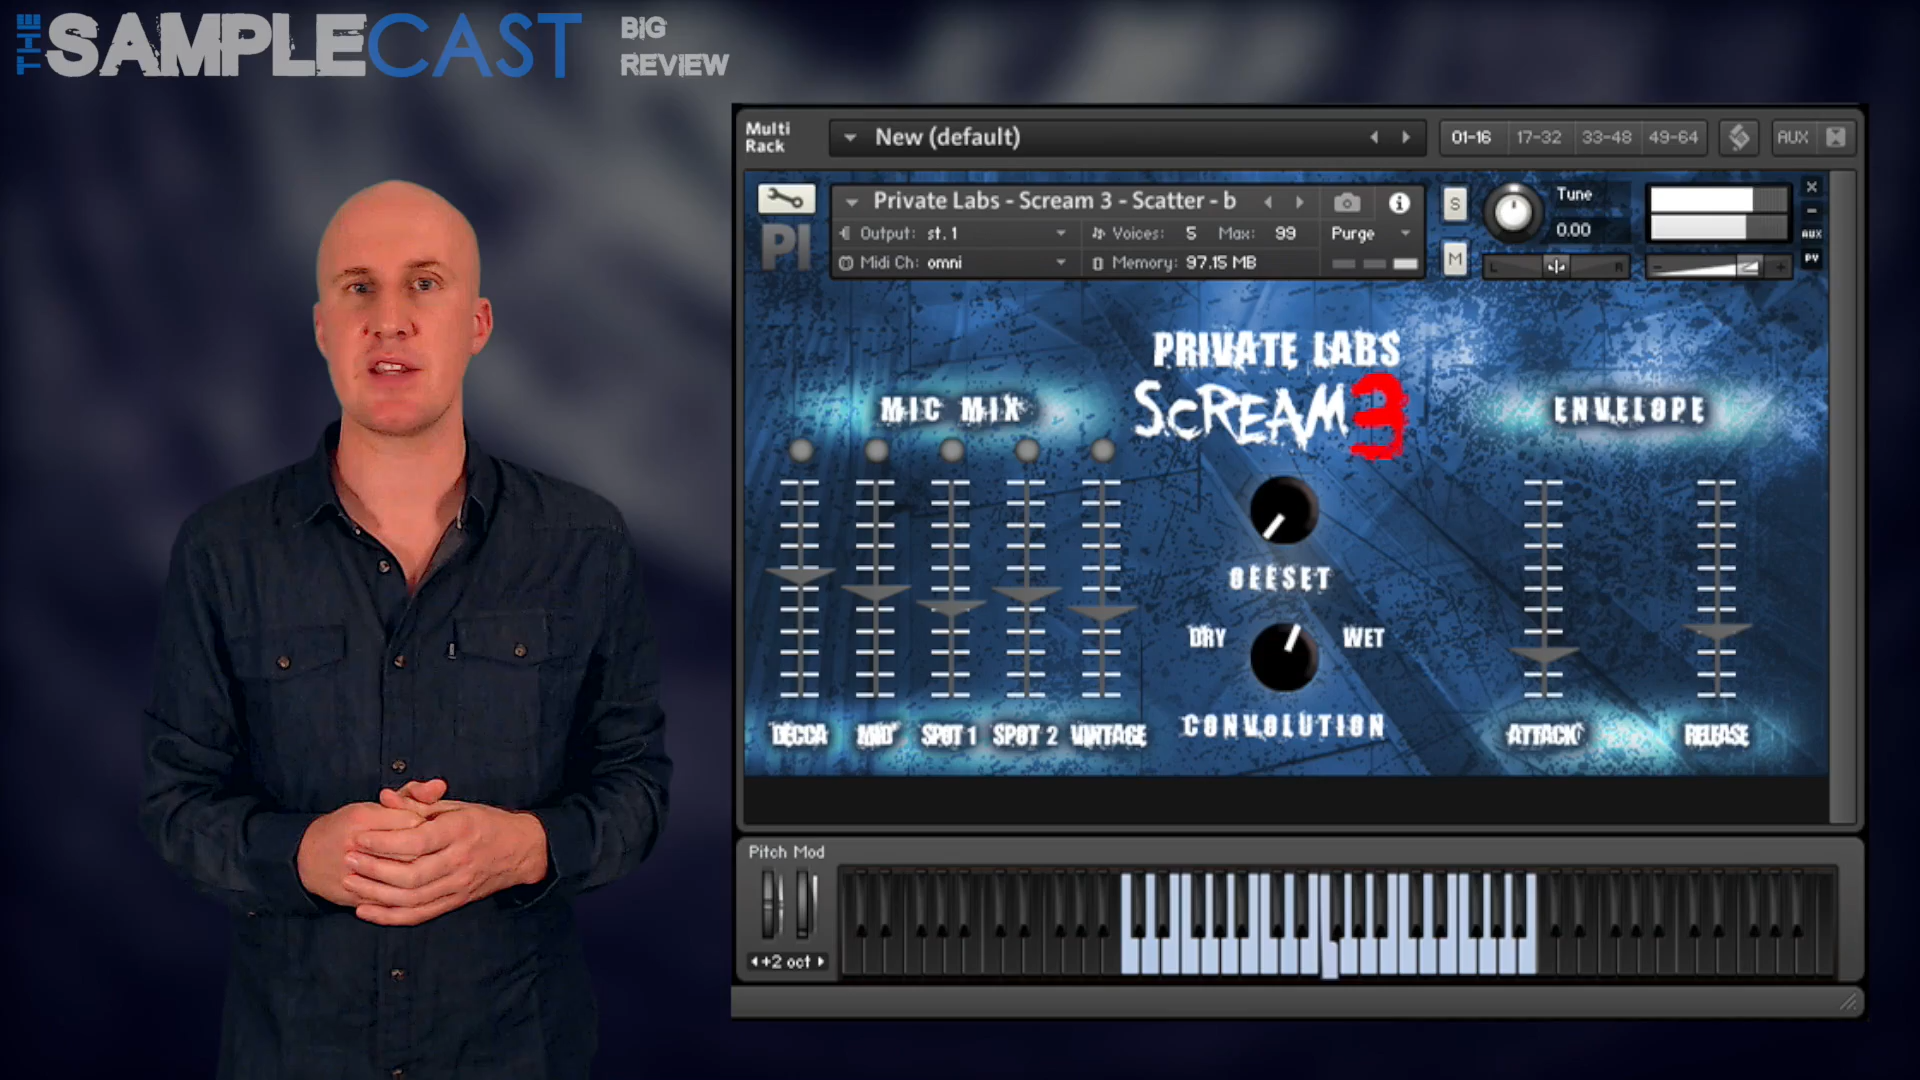 THE SAMPLECAST
BIG
REVIEW
Multi
Rack
New (default)
01-16 17-32 33-48 49-64
AUX
Private Labs - Scream 3 - Scatter - b
S
Tune
0.00
PI
Output: st. 1
Voices: 5 Max: 99
Purge
AUX
Midi Ch: omni
Memory: 97.15 MB
M
L R
PV
PRIVATE LABS
SCREAM 3
MIC MIX
ENVELOPE
OFFSET
DRY
WET
DECCA
MID
SPOT 1
SPOT 2
VINTAGE
CONVOLUTION
ATTACK
RELEASE
Pitch Mod
+2 oct